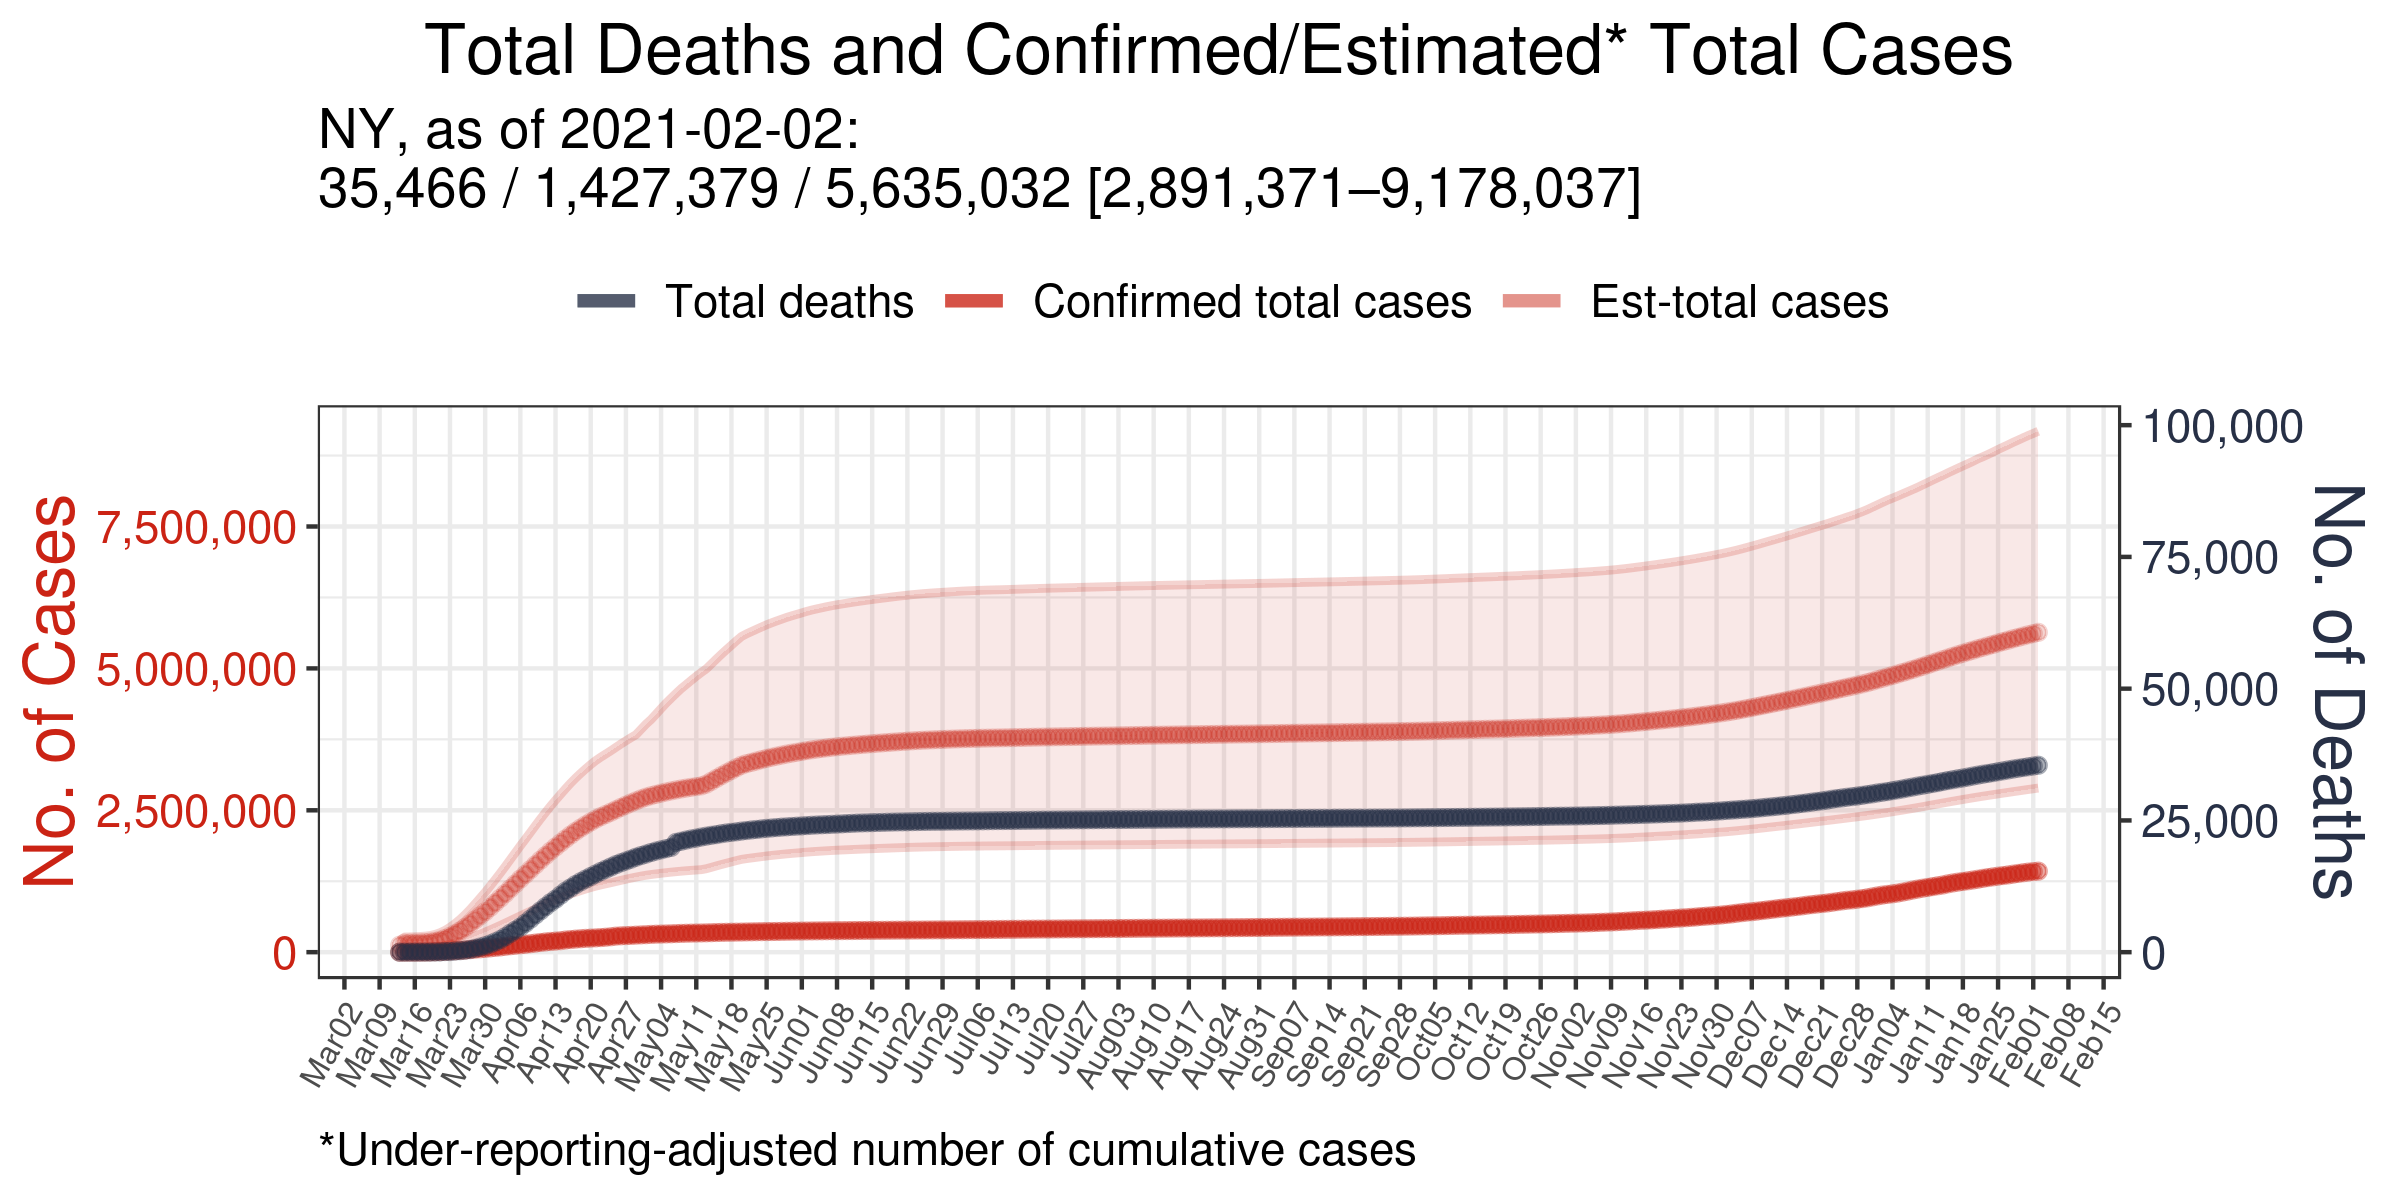 Total Deaths and Confirmed/Estimated* Total Cases
NY, as of 2021-02-02:
35,466 / 1,427,379 / 5,635,032 [2,891,371–9,178,037]
Total deaths
Confirmed total cases
Est-total cases
No. of Cases
7,500,000
5,000,000
2,500,000
0
100,000
75,000
50,000
25,000
0
No. of Deaths
Mar02
Mar09
Mar16
Mar23
Mar30
Apr06
Apr13
Apr20
Apr27
May04
May11
May18
May25
Jun01
Jun08
Jun15
Jun22
Jun29
Jul06
Jul13
Jul20
Jul27
Aug03
Aug10
Aug17
Aug24
Aug31
Sep07
Sep14
Sep21
Sep28
Oct05
Oct12
Oct19
Oct26
Nov02
Nov09
Nov16
Nov23
Nov30
Dec07
Dec14
Dec21
Dec28
Jan04
Jan11
Jan18
Jan25
Feb01
Feb08
Feb15
*Under-reporting-adjusted number of cumulative cases